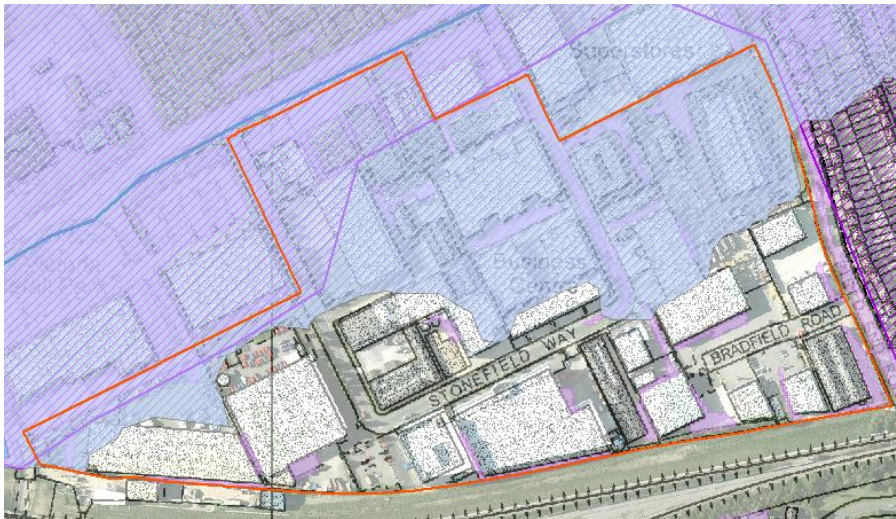 Superstores
Business
Centre
STONEFIELD WAY
BRADFIELD ROAD